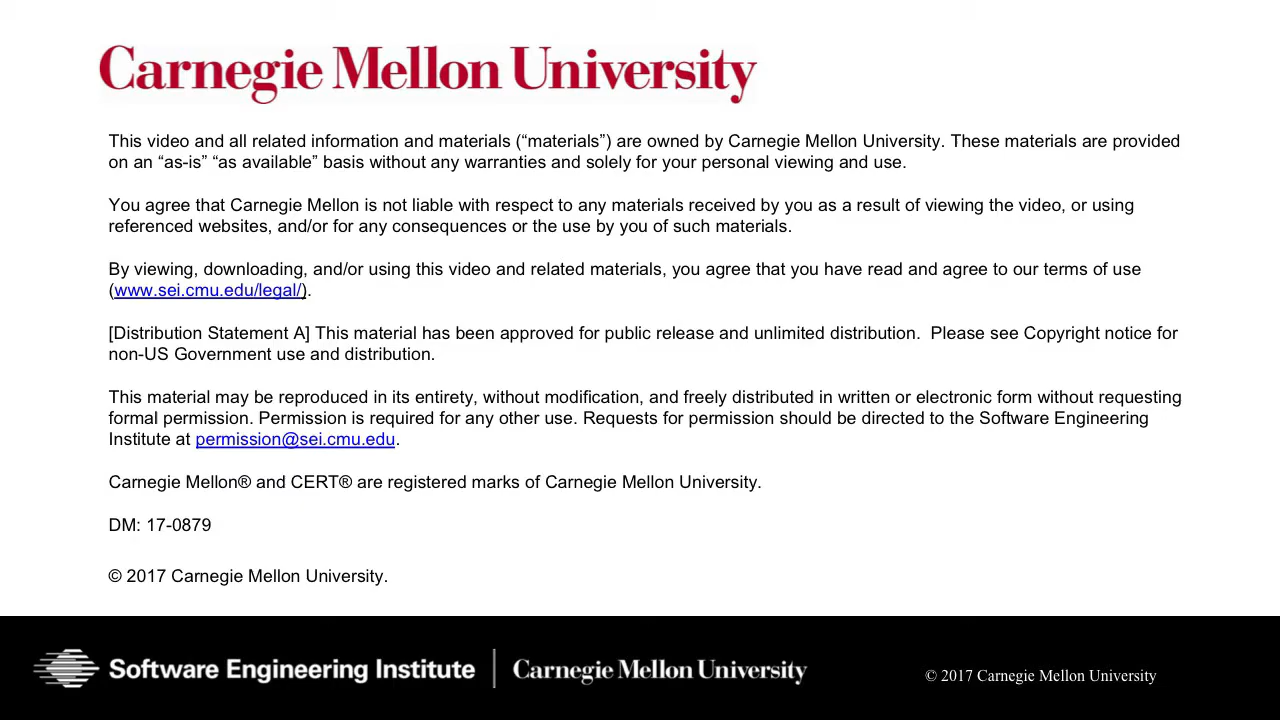 Carnegie Mellon University
This video and all related information and materials (“materials”) are owned by Carnegie Mellon University. These materials are provided
on an “as-is” “as available” basis without any warranties and solely for your personal viewing and use.
You agree that Carnegie Mellon is not liable with respect to any materials received by you as a result of viewing the video, or using
referenced websites, and/or for any consequences or the use by you of such materials.
By viewing, downloading, and/or using this video and related materials, you agree that you have read and agree to our terms of use
(www.sei.cmu.edu/legal/).
[Distribution Statement A] This material has been approved for public release and unlimited distribution.  Please see Copyright notice for
non-US Government use and distribution.
This material may be reproduced in its entirety, without modification, and freely distributed in written or electronic form without requesting
formal permission. Permission is required for any other use. Requests for permission should be directed to the Software Engineering
Institute at permission@sei.cmu.edu.
Carnegie Mellon® and CERT® are registered marks of Carnegie Mellon University.
DM: 17-0879
© 2017 Carnegie Mellon University.
Software Engineering Institute | Carnegie Mellon University
© 2017 Carnegie Mellon University